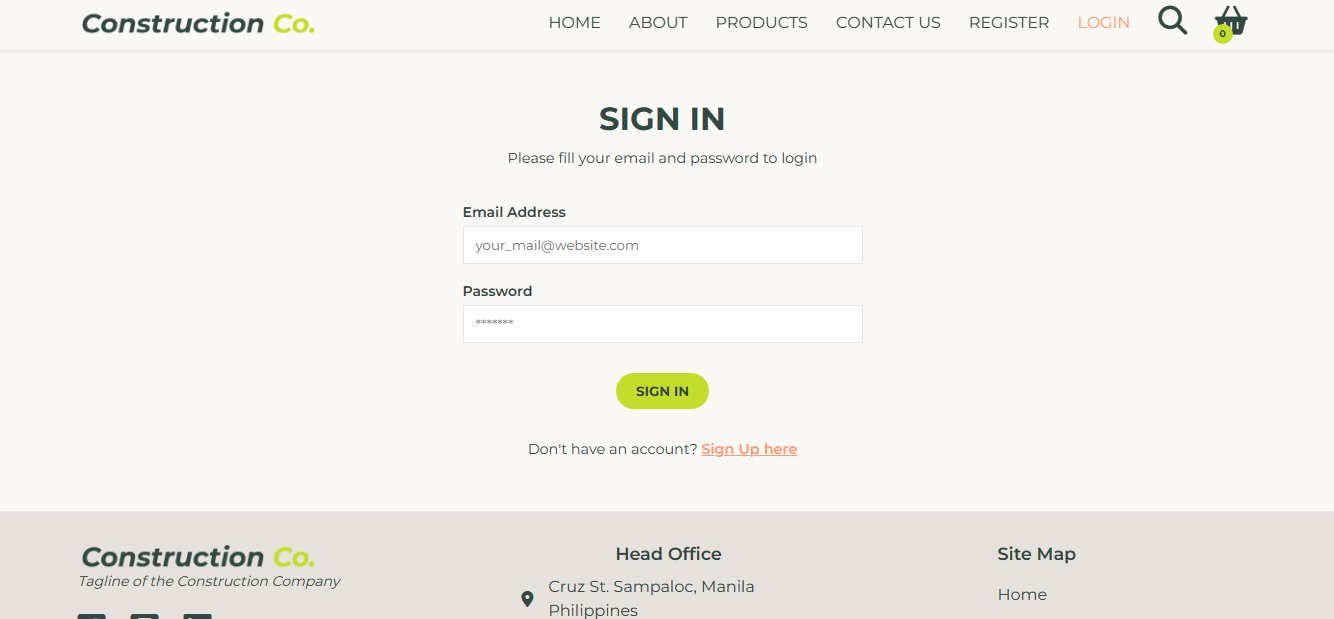 Construction Co.
HOME ABOUT PRODUCTS CONTACT US REGISTER LOGIN
0
SIGN IN
Please fill your email and password to login
Email Address
your_mail@website.com
Password
*******
SIGN IN
Don't have an account? Sign Up here
Construction Co.
Tagline of the Construction Company
Head Office
Cruz St. Sampaloc, Manila
Philippines
Site Map
Home